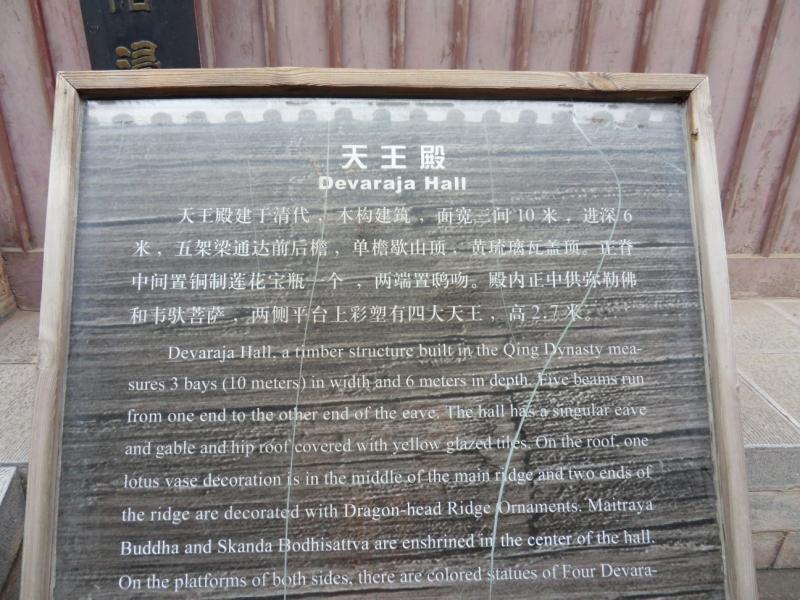 天王殿
Devaraja Hall
天王殿建于清代，木构建筑，面宽三间10米，进深6
米，五架梁通达前后檐，单檐歇山顶，黄琉璃瓦盖顶。正脊
中间置铜制莲花宝瓶一个，两端置鸱吻。殿内正中供弥勒佛
和韦驮菩萨，两侧平台上彩塑有四大天王，高2.7米。
Devaraja Hall, a timber structure built in the Qing Dynasty mea-
sures 3 bays (10 meters) in width and 6 meters in depth. Five beams run
from one end to the other end of the eave. The hall has a singular eave
and gable and hip roof covered with yellow glazed tiles. On the roof, one
lotus vase decoration is in the middle of the main ridge and two ends of
the ridge are decorated with Dragon-head Ridge Ornaments. Maitraya
Buddha and Skanda Bodhisattva are enshrined in the center of the hall.
On the platforms of both sides, there are colored statues of Four Devara-